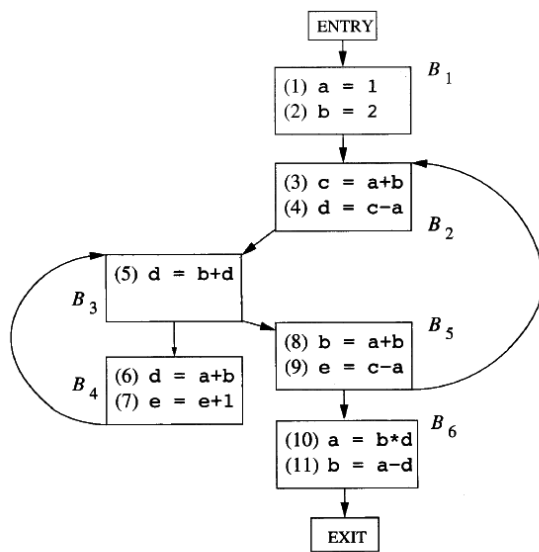 ENTRY
B1
(1) a = 1
(2) b = 2
(3) c = a+b
(4) d = c-a
B2
(5) d = b+d
B3
B5
(8) b = a+b
(9) e = c-a
B4
(6) d = a+b
(7) e = e+1
B6
(10) a = b*d
(11) b = a-d
EXIT